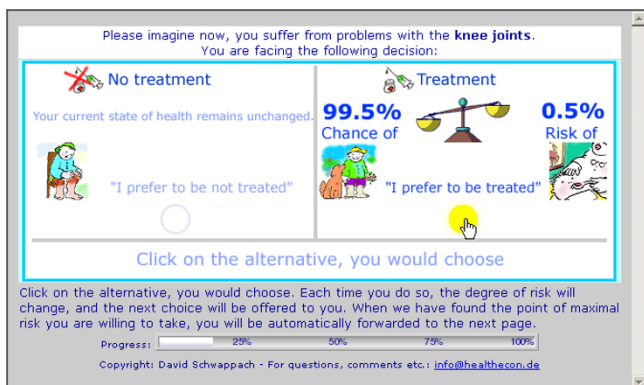 Please imagine now, you suffer from problems with the knee joints.
You are facing the following decision:
No treatment
Your current state of health remains unchanged.
"I prefer to be not treated"
Treatment
99.5%
Chance of
0.5%
Risk of
"I prefer to be treated"
Click on the alternative, you would choose
Click on the alternative, you would choose. Each time you do so, the degree of risk will
change, and the next choice will be offered to you. When we have found the point of maximal
risk you are willing to take, you will be automatically forwarded to the next page.
Progress: 25% 50% 75% 100%
Copyright: David Schwappach - For questions, comments etc.: info@healthecon.de